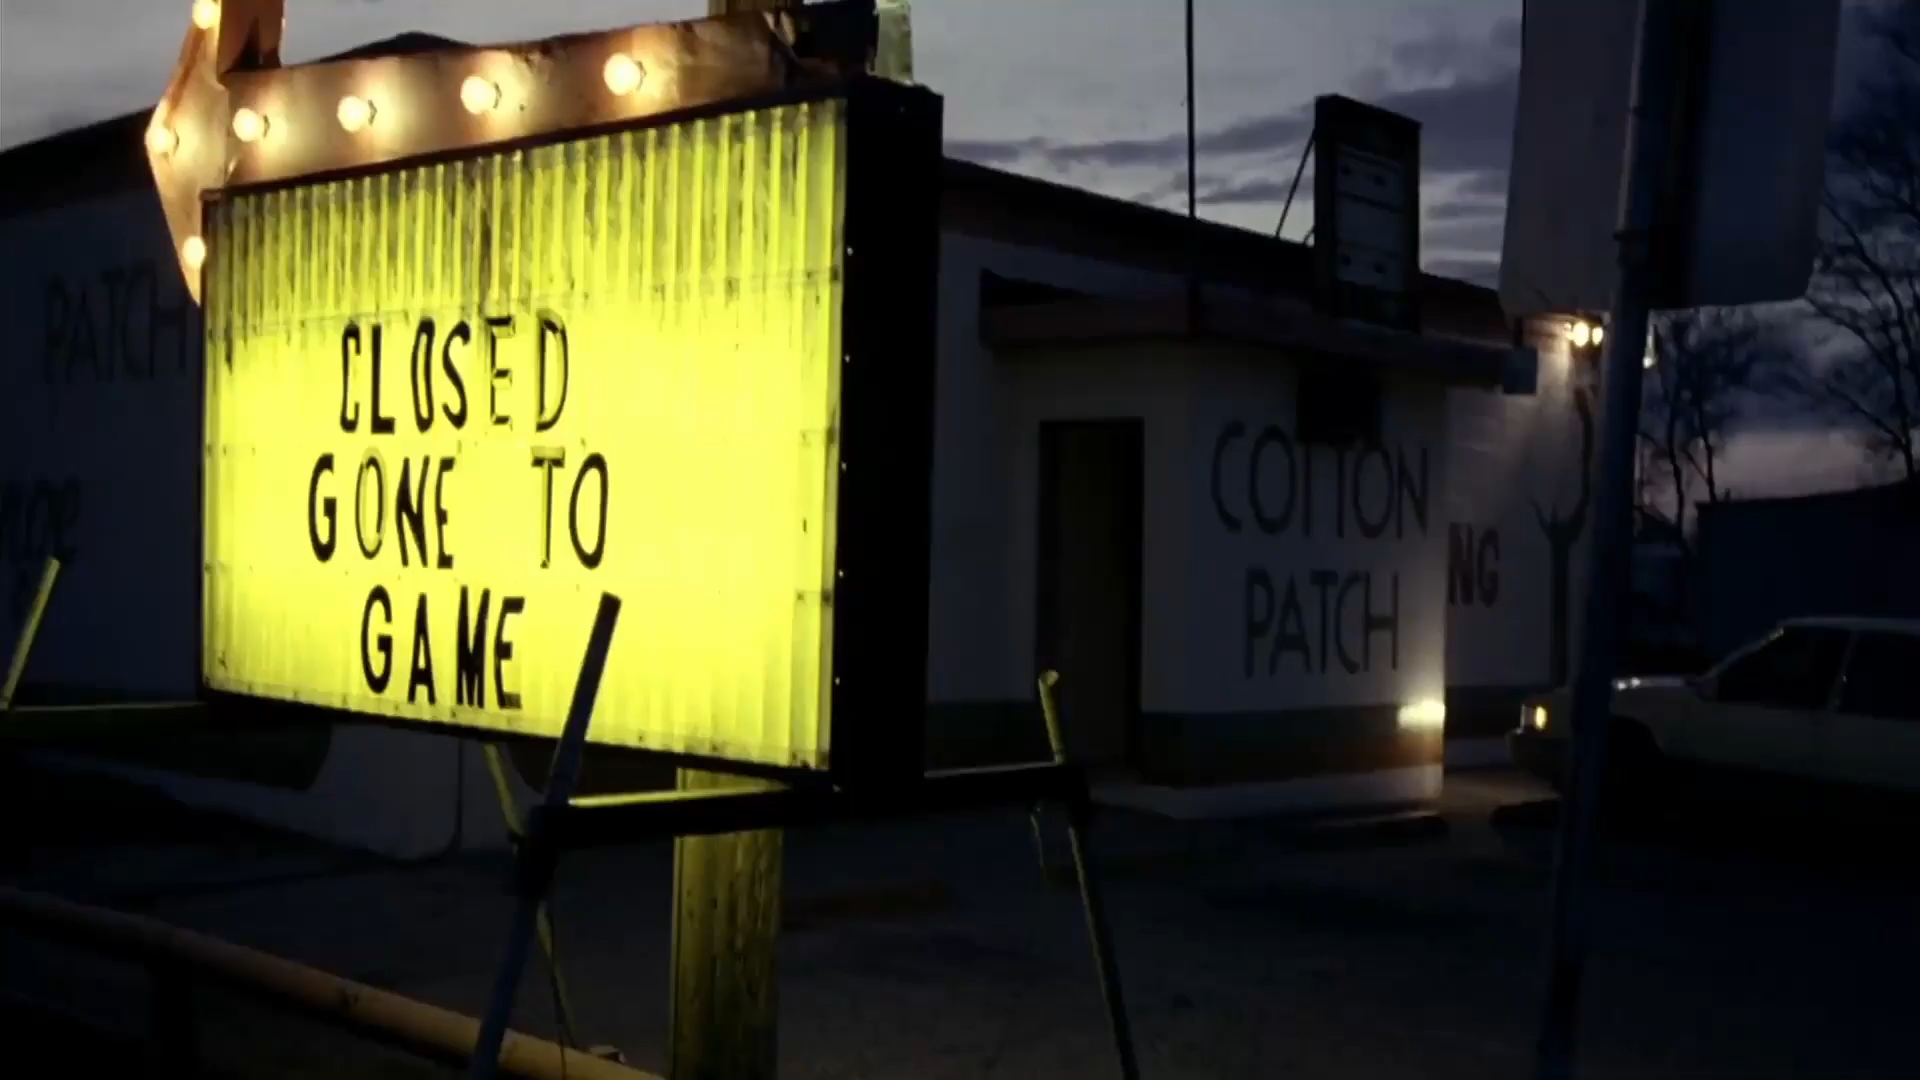 CLOSED
GONE TO
GAME
PATCH
COTTON
PATCH
NG